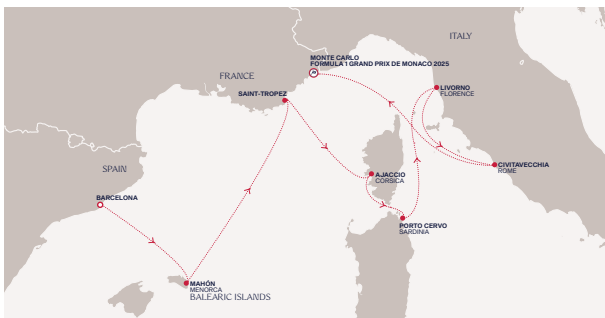 ITALY
MONTE CARLO
FORMULA 1 GRAND PRIX DE MONACO 2025
FRANCE
SAINT-TROPEZ
LIVORNO
FLORENCE
SPAIN
CIVITAVECCHIA
ROME
AJACCIO
CORSICA
BARCELONA
PORTO CERVO
SARDINIA
MAHÓN
MENORCA
BALEARIC ISLANDS